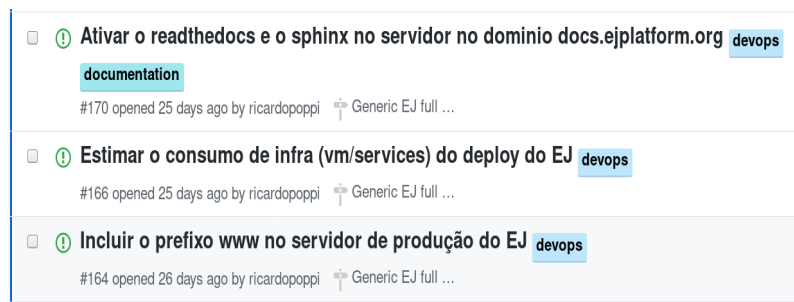 Ativar o readthedocs e o sphinx no servidor no dominio docs.ejplatform.org devops
documentation
#170 opened 25 days ago by ricardopoppi Generic EJ full …
Estimar o consumo de infra (vm/services) do deploy do EJ devops
#166 opened 25 days ago by ricardopoppi Generic EJ full …
Incluir o prefixo www no servidor de produção do EJ devops
#164 opened 26 days ago by ricardopoppi Generic EJ full …